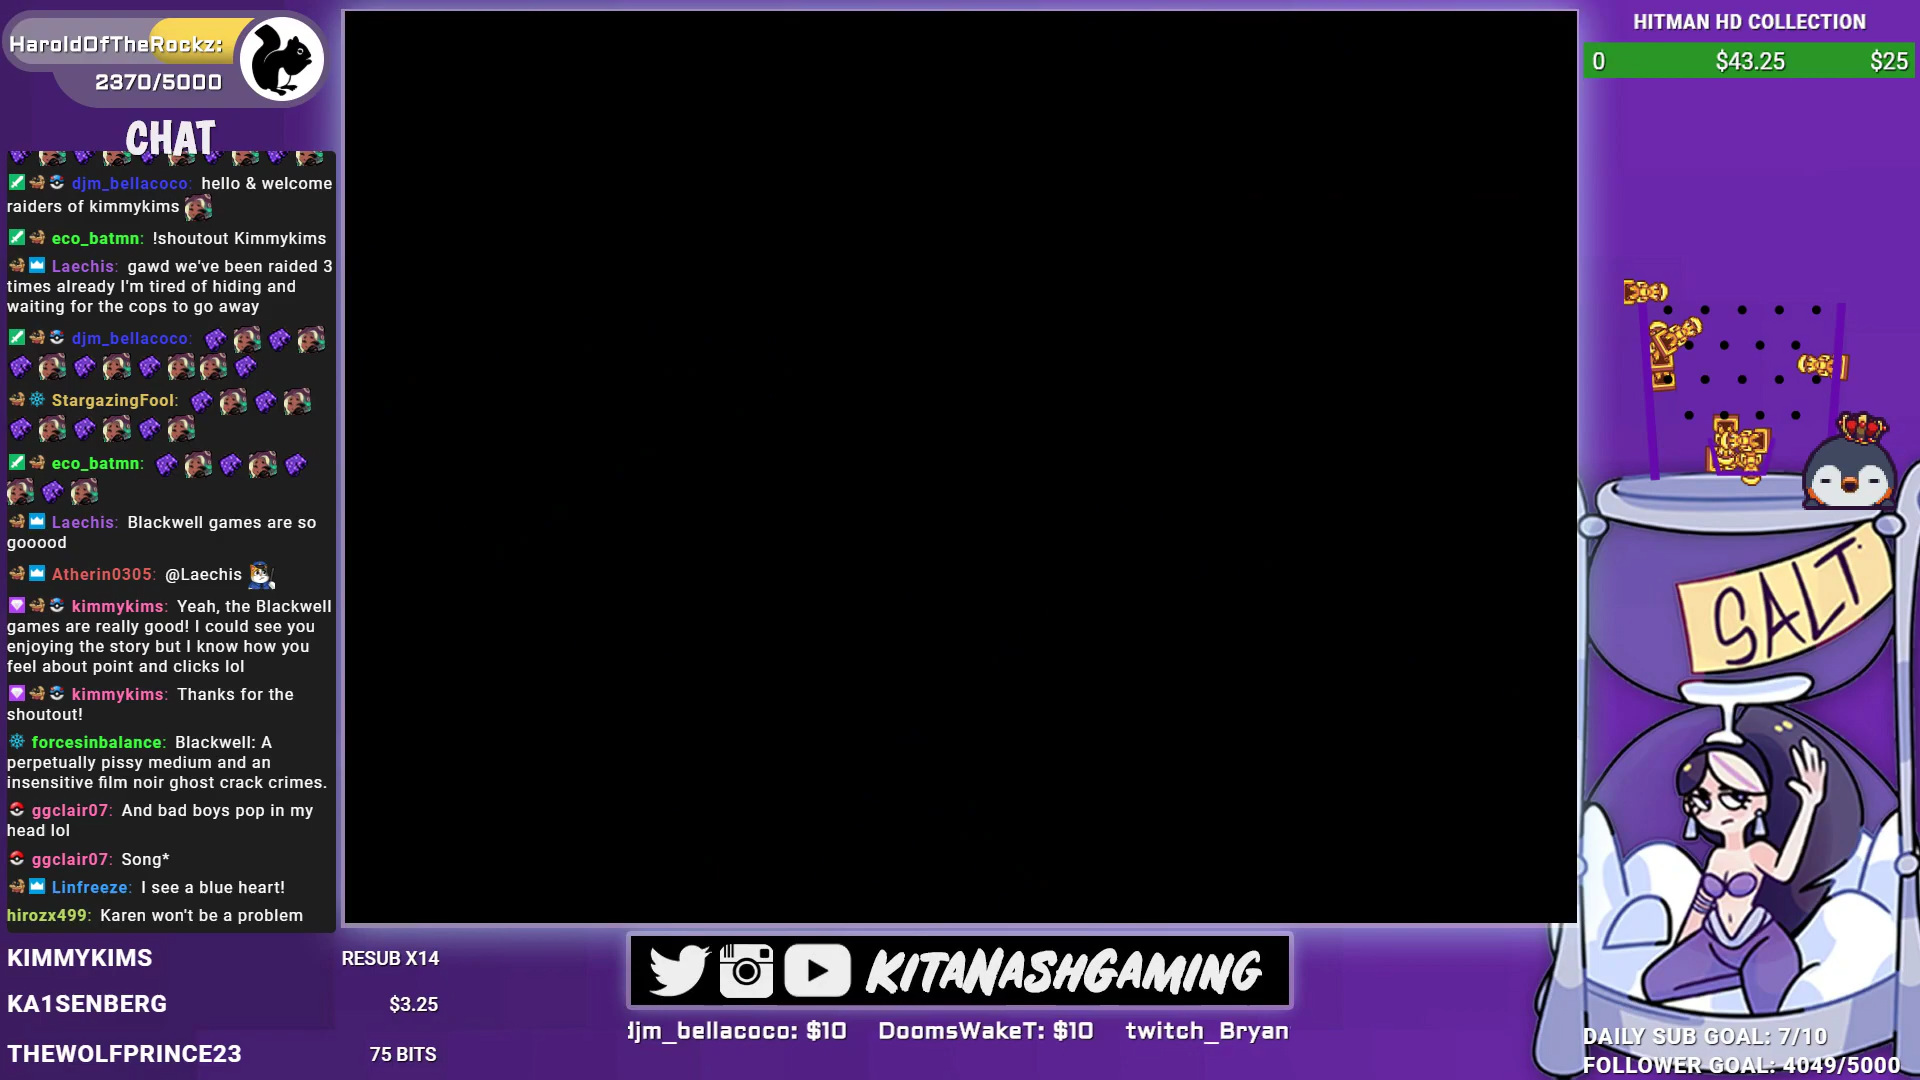 HaroldOfTheRockz:
2370/5000
CHAT
djm_bellacoco: hello & welcome
raiders of kimmykims
eco_batmn: !shoutout Kimmykims
Laechis: gawd we've been raided 3
times already I'm tired of hiding and
waiting for the cops to go away
djm_bellacoco:
StargazingFool:
eco_batmn:
Laechis: Blackwell games are so
gooood
Atherin0305: @Laechis
kimmykims: Yeah, the Blackwell
games are really good! I could see you
enjoying the story but I know how you
feel about point and clicks lol
kimmykims: Thanks for the
shoutout!
forcesinbalance: Blackwell: A
perpetually pissy medium and an
insensitive film noir ghost crack crimes.
ggclair07: And bad boys pop in my
head lol
ggclair07: Song*
Linfreeze: I see a blue heart!
hirozx499: Karen won't be a problem
KIMMYKIMS RESUB X14
KA1SENBERG $3.25
THEWOLFPRINCE23 75 BITS
KITANASHGAMING
djm_bellacoco: $10 DoomsWakeT: $10 twitch_Bryan
HITMAN HD COLLECTION
0 $43.25 $25
SALT
DAILY SUB GOAL: 7/10
FOLLOWER GOAL: 4049/5000